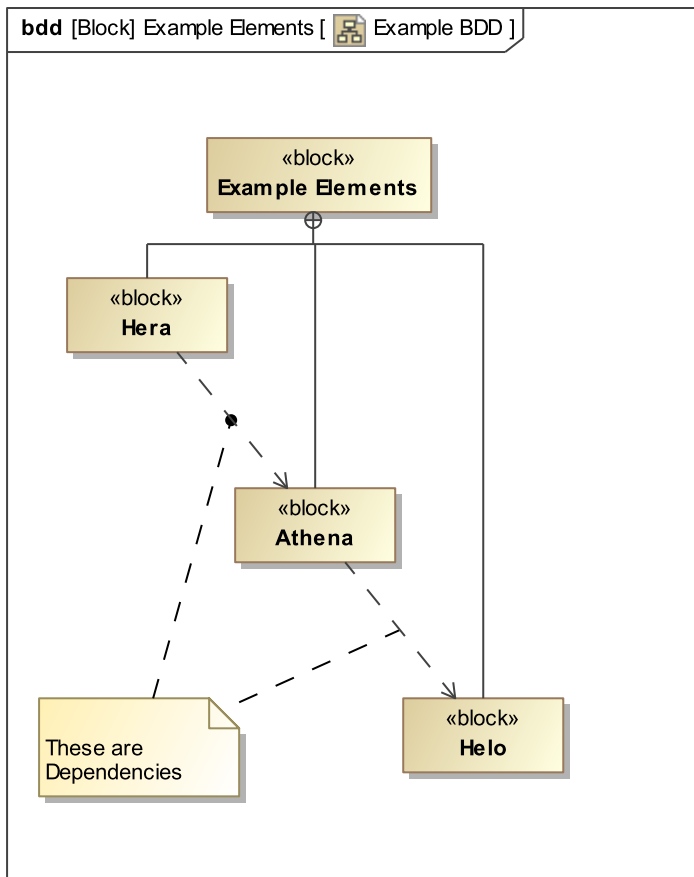 bdd [Block] Example Elements [ Example BDD ]
«block»
Example Elements
«block»
Hera
«block»
Athena
«block»
Helo
These are
Dependencies